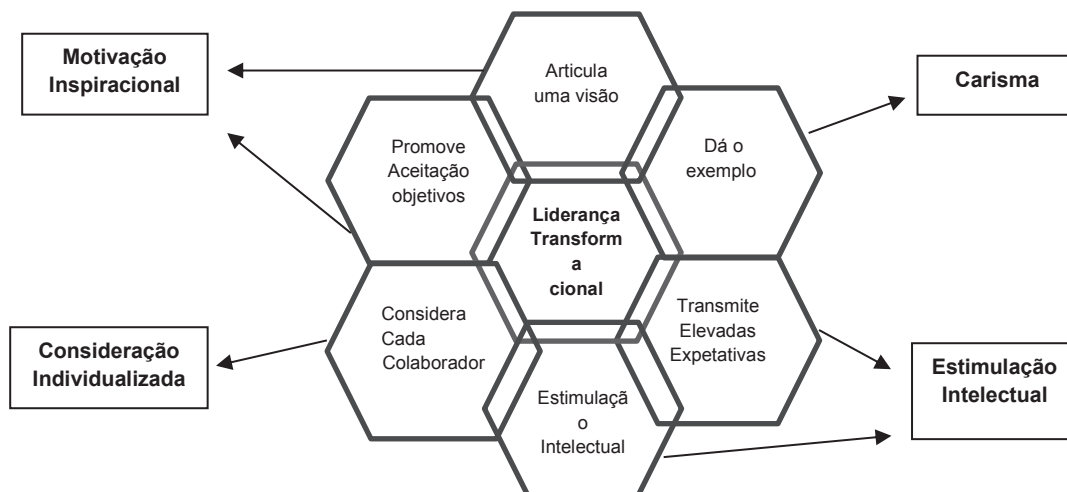 Motivação
Inspiracional
Articula
uma visão
Carisma
Promove
Aceitação
objetivos
Dá o
exemplo
Liderança
Transform
a
cional
Considera
Cada
Colaborador
Transmite
Elevadas
Expetativas
Consideração
Individualizada
Estimulaçã
o
Intelectual
Estimulação
Intelectual